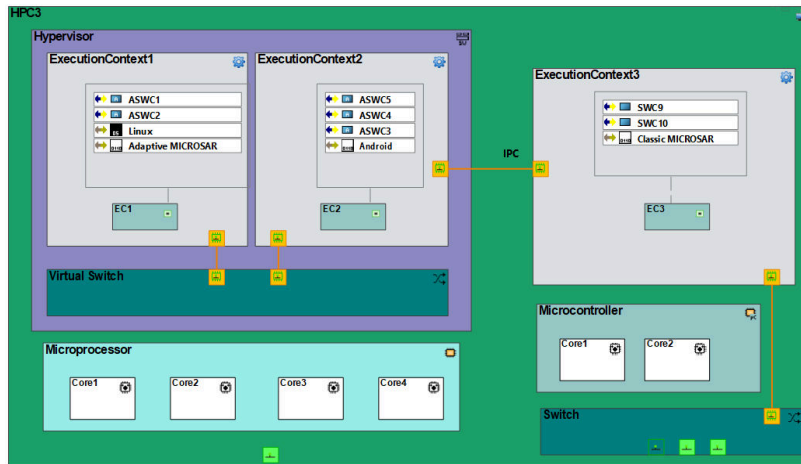 HPC3
Hypervisor
ExecutionContext1
ExecutionContext2
ASWC1
ASWC2
Linux
Adaptive MICROSAR
ASWC5
ASWC4
ASWC3
Android
EC1
EC2
Virtual Switch
IPC
ExecutionContext3
SWC9
SWC10
Classic MICROSAR
EC3
Microprocessor
Core1
Core2
Core3
Core4
Microcontroller
Core1
Core2
Switch